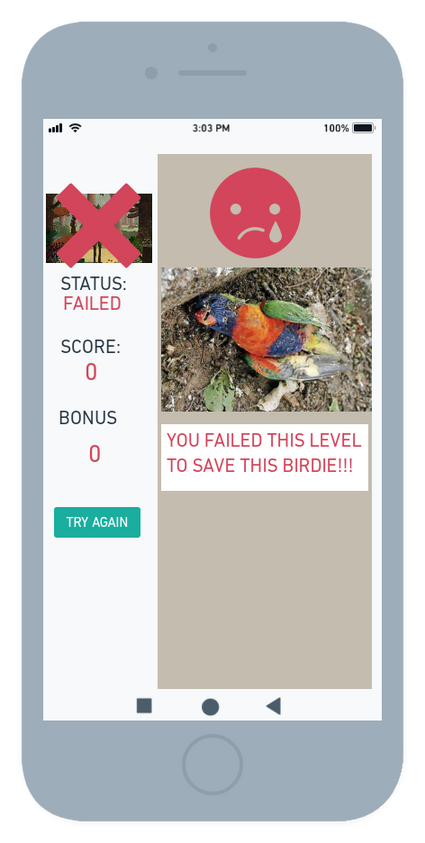 3:03 PM
100%
STATUS:
FAILED
SCORE:
0
BONUS
0
TRY AGAIN
YOU FAILED THIS LEVEL
TO SAVE THIS BIRDIE!!!